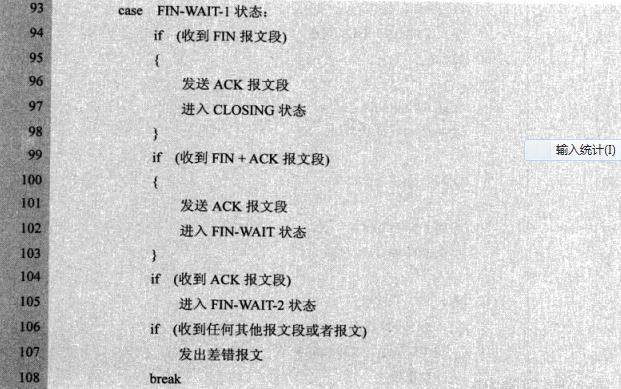 93 case FIN-WAIT-1 状态：
94 if (收到 FIN 报文段)
95 {
96 发送 ACK 报文段
97 进入 CLOSING 状态
98 }
99 if (收到 FIN + ACK 报文段)
输入统计(I)
100 {
101 发送 ACK 报文段
102 进入 FIN-WAIT 状态
103 }
104 if (收到 ACK 报文段)
105 进入 FIN-WAIT-2 状态
106 if (收到任何其他报文段或者报文)
107 发出差错报文
108 break